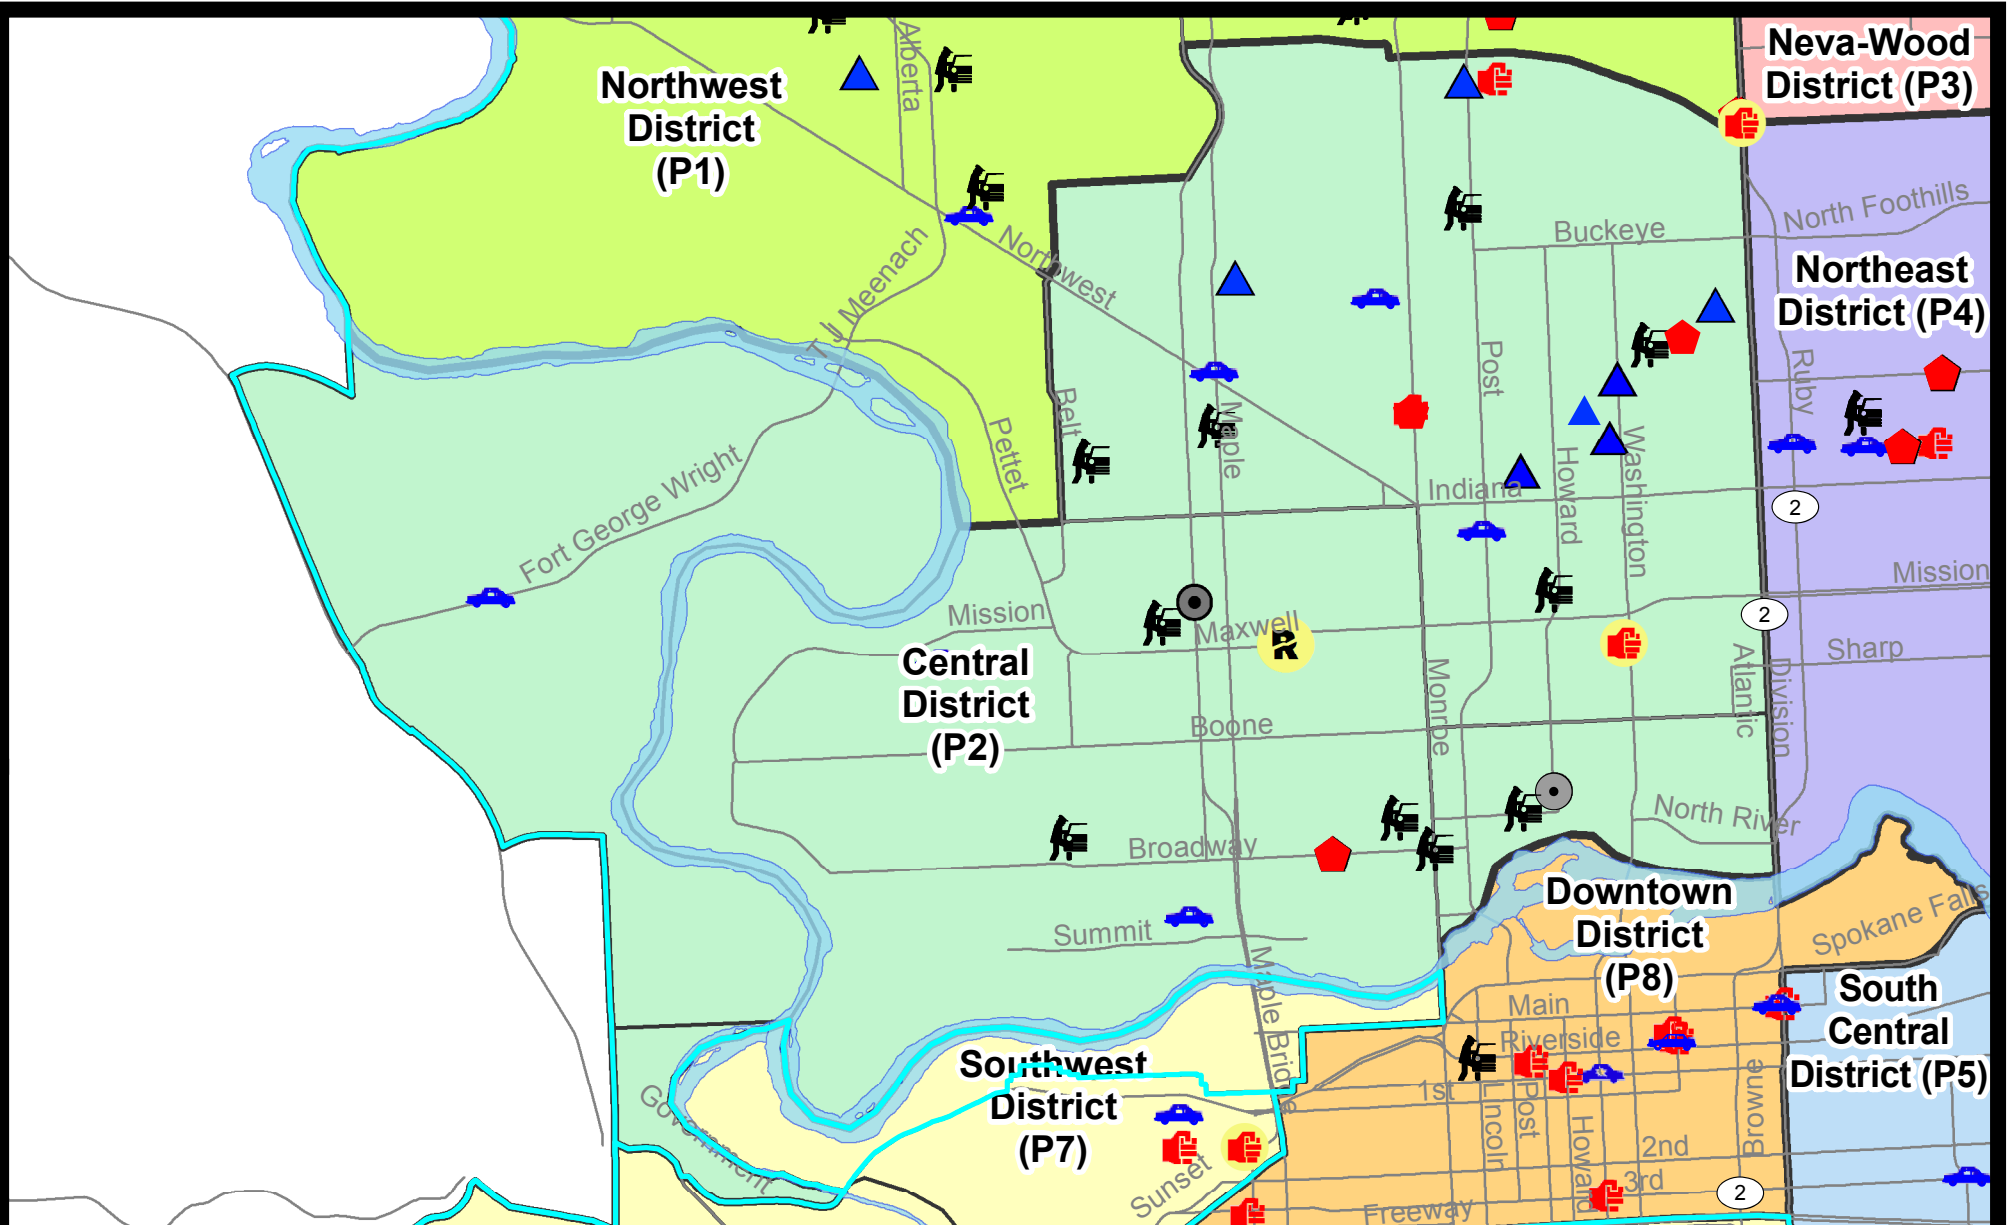 Neva-Wood
District (P3)
Northwest
District
(P1)
Alberta
North Foothills
Buckeye
Northwest
T J Meenach
Northeast
District (P4)
Post
Ruby
Belt
Maple
Pettet
Fort George Wright
Indiana
Howard
Washington
2
Mission
Mission
2
Maxwell
Sharp
Central
District
(P2)
Monroe
Atlantic
Division
Boone
North River
Broadway
Downtown
District
(P8)
Summit
Spokane Falls
Maple Bridge
Main
South
Central
District (P5)
Riverside
Southwest
District
(P7)
1st
Lincoln
Post
Howard
Browne
Government
2nd
Sunset
3rd
2
Freeway
R